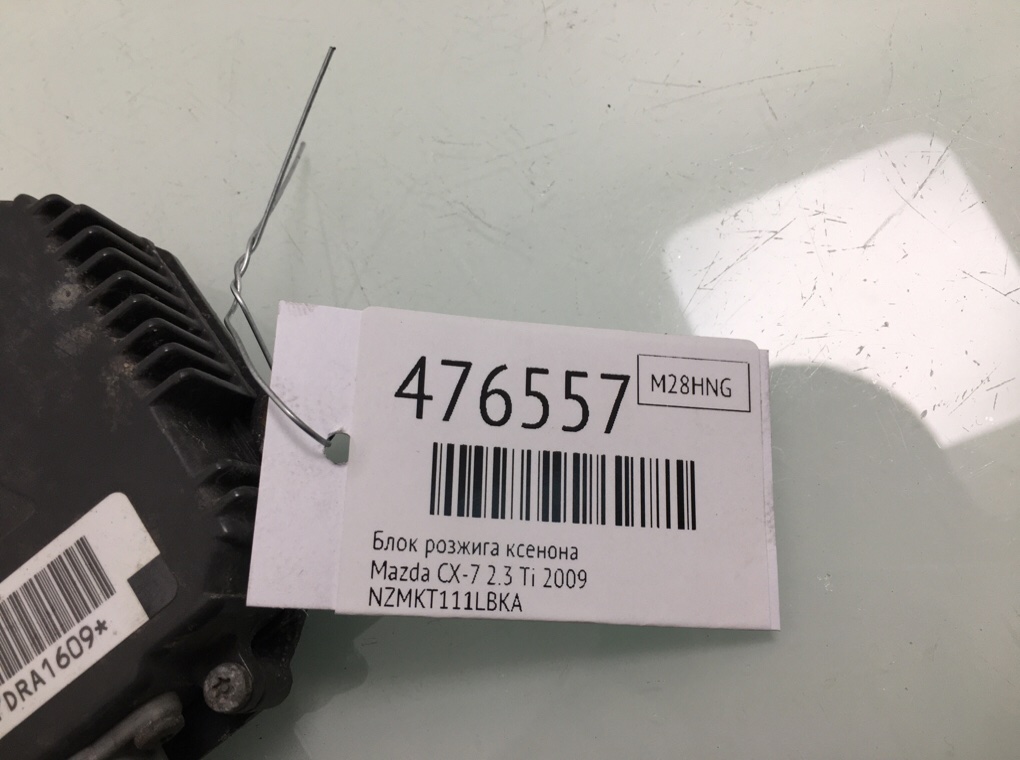 476557
M28HNG
Блок розжига ксенона
Mazda CX-7 2.3 Ti 2009
NZMKT111LBKA
DRA1609*